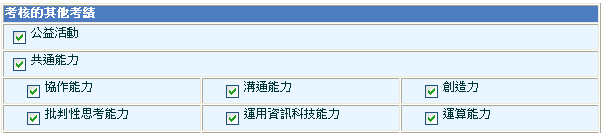 考核的其他考績
公益活動
共通能力
協作能力 溝通能力 創造力
批判性思考能力 運用資訊科技能力 運算能力